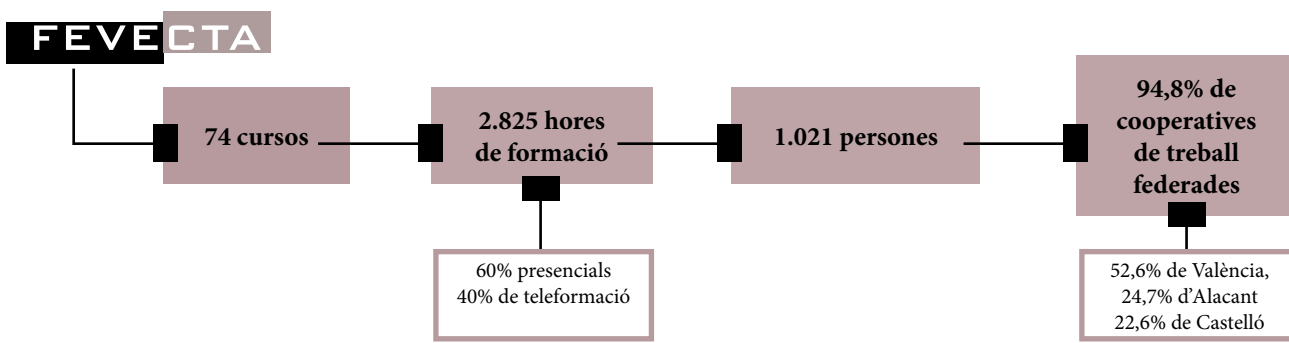 FEVECTA
74 cursos
2.825 hores
de formació
1.021 persones
94,8% de
cooperatives
de treball
federades
60% presencials
40% de teleformació
52,6% de València,
24,7% d’Alacant
22,6% de Castelló